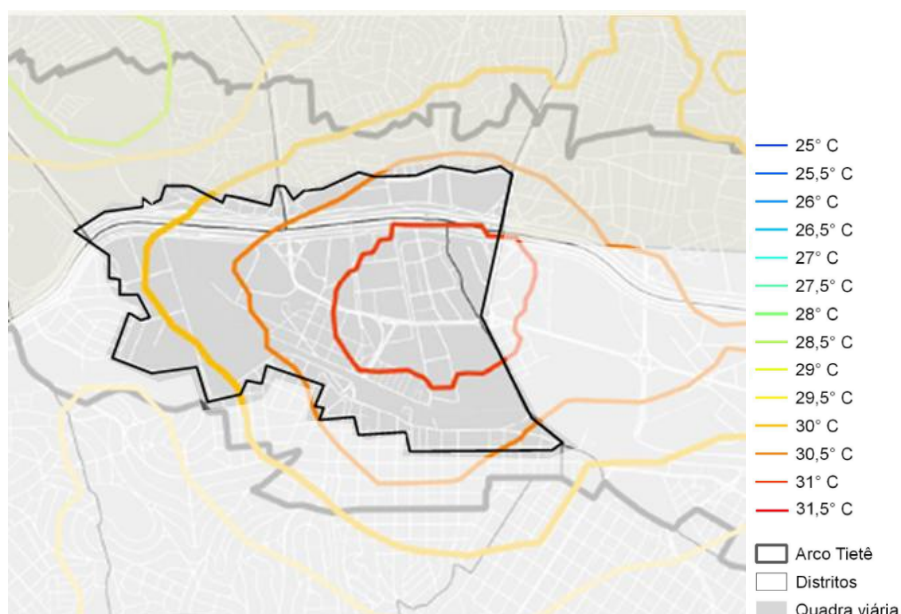 25° C
25,5° C
26° C
26,5° C
27° C
27,5° C
28° C
28,5° C
29° C
29,5° C
30° C
30,5° C
31° C
31,5° C
Arco Tietê
Distritos
Quadra viária